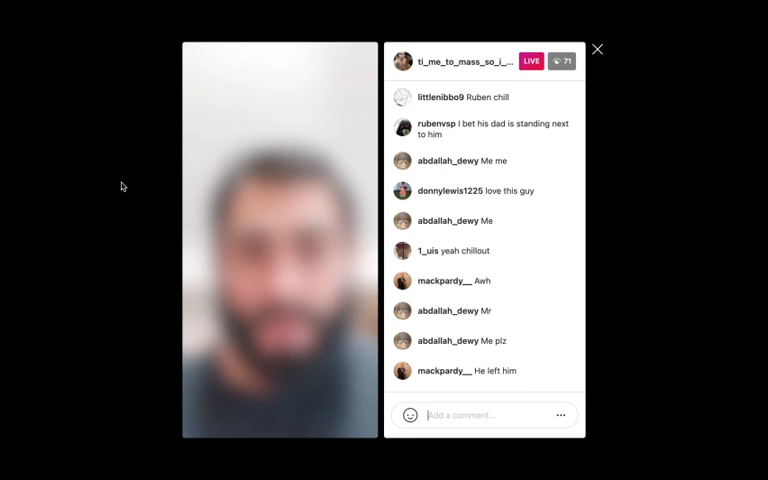 ti_me_to_mass_so_i_... LIVE 71
littlenibbo9 Ruben chill
rubenvsp I bet his dad is standing next
to him
abdallah_dewy Me me
donnylewis1225 love this guy
abdallah_dewy Me
1_uis yeah chillout
mackpardy__ Awh
abdallah_dewy Mr
abdallah_dewy Me plz
mackpardy__ He left him
Add a comment...